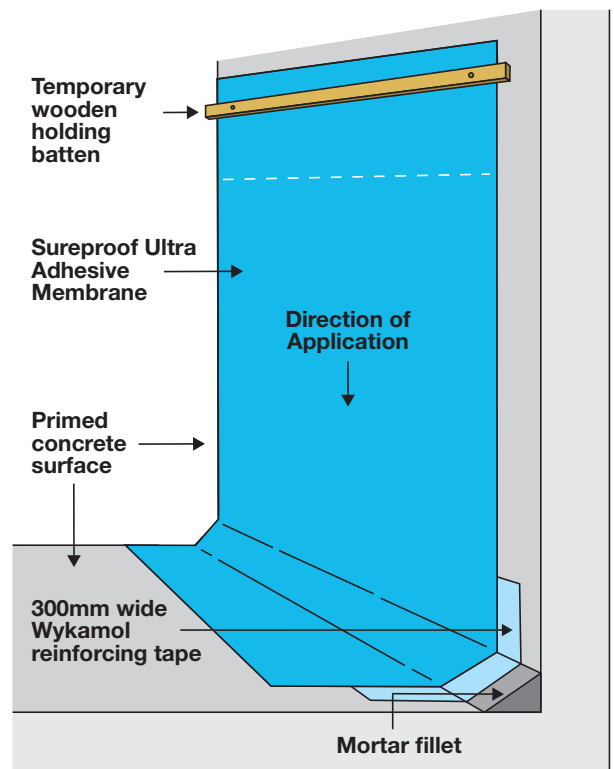 Temporary
wooden
holding
batten
Sureproof Ultra
Adhesive
Membrane
Direction of
Application
Primed
concrete
surface
300mm wide
Wykamol
reinforcing tape
Mortar fillet